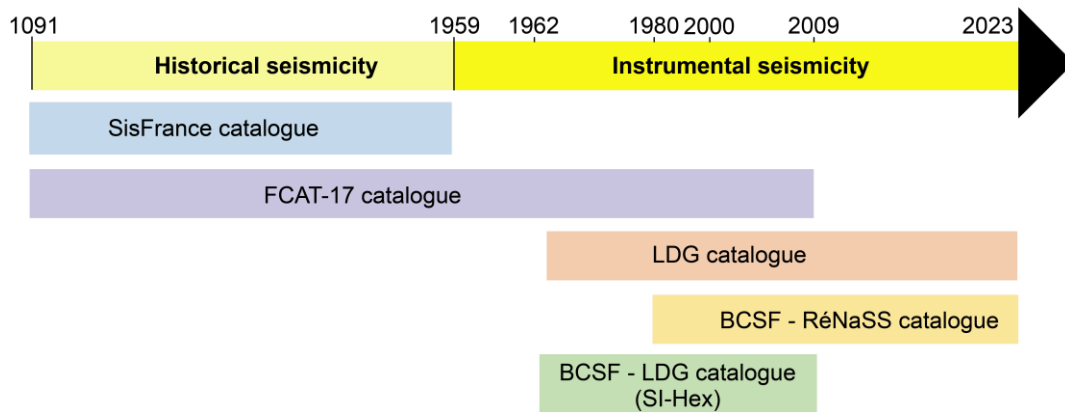 1091 1959 1962 1980 2000 2009 2023
Historical seismicity Instrumental seismicity
SisFrance catalogue
FCAT-17 catalogue
LDG catalogue
BCSF - RéNaSS catalogue
BCSF - LDG catalogue
(SI-Hex)